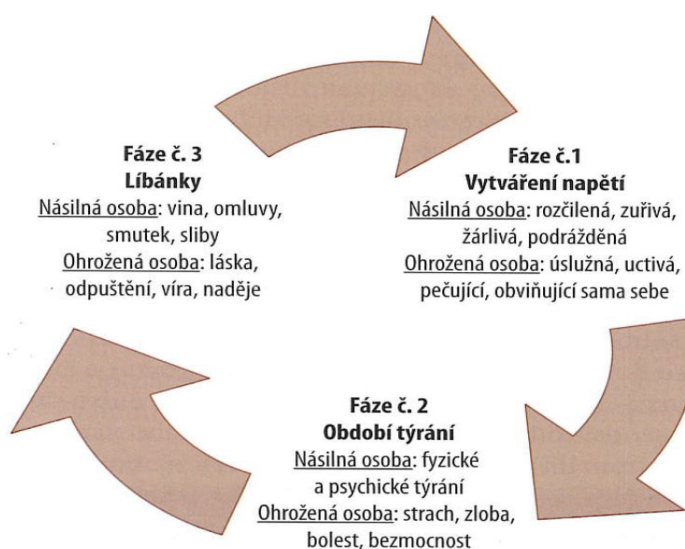 Fáze č. 3
Líbánky
Násilná osoba: vina, omluvy,
smutek, sliby
Ohrožená osoba: láska,
odpuštění, víra, naděje
Fáze č.1
Vytváření napětí
Násilná osoba: rozčilená, zuřivá,
žárlivá, podrážděná
Ohrožená osoba: úslužná, uctivá,
pečující, obviňující sama sebe
Fáze č. 2
Období týrání
Násilná osoba: fyzické
a psychické týrání
Ohrožená osoba: strach, zloba,
bolest, bezmocnost